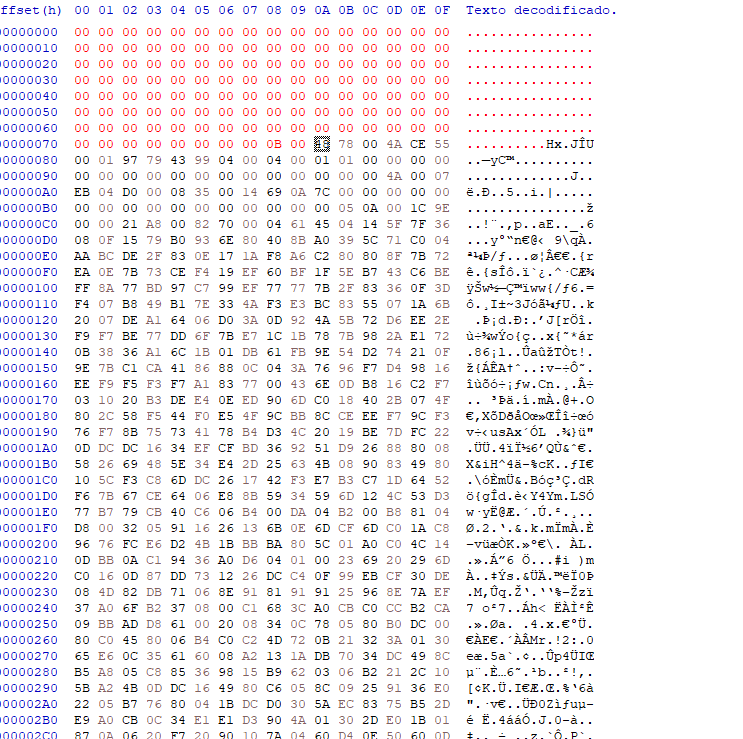 ffset(h) 00 01 02 03 04 05 06 07 08 09 0A 0B 0C 0D 0E 0F Texto decodificado.
00000000 00 00 00 00 00 00 00 00 00 00 00 00 00 00 00 00 ................
00000010 00 00 00 00 00 00 00 00 00 00 00 00 00 00 00 00 ................
00000020 00 00 00 00 00 00 00 00 00 00 00 00 00 00 00 00 ................
00000030 00 00 00 00 00 00 00 00 00 00 00 00 00 00 00 00 ................
00000040 00 00 00 00 00 00 00 00 00 00 00 00 00 00 00 00 ................
00000050 00 00 00 00 00 00 00 00 00 00 00 00 00 00 00 00 ................
00000060 00 00 00 00 00 00 00 00 00 00 00 00 00 00 00 00 ................
00000070 00 00 00 00 00 00 00 00 0B 00 48 78 00 4A CE 55 ..........Hx.JÎU
00000080 00 01 97 79 43 99 04 00 04 00 01 01 00 00 00 00 ..—yC™..........
00000090 00 00 00 00 00 00 00 00 00 00 00 00 00 4A 00 07 .............J..
000000A0 EB 04 D0 00 08 35 00 14 69 0A 7C 00 00 00 00 00 ë.Ð..5..i.|.....
000000B0 00 00 00 00 00 00 00 00 00 00 00 05 0A 00 1C 9E ...............ž
000000C0 00 00 21 A8 00 82 70 00 04 61 45 04 14 5F 7F 36 ..!¨.‚p..aE.._.6
000000D0 08 0F 15 79 B0 93 6E 80 40 8B A0 39 5C 71 C0 04 ...y°“n€@‹ 9\qÀ.
000000E0 AA BC DE 2F 83 0E 17 1A F8 A6 C2 80 80 8F 7B 72 ª¼Þ/ƒ...ø¦Â€€.{r
000000F0 EA 0E 7B 73 CE F4 19 EF 60 BF 1F 5E B7 43 C6 BE ê.{sÎô.ï`¿.^·CÆ¾
00000100 FF 8A 77 BD 97 C7 99 EF 77 77 7B 2F 83 36 0F 3D ÿŠw½—Ç™ïww{/ƒ6.=
00000110 F4 07 B8 49 B1 7E 33 4A F3 E3 BC 83 55 07 1A 6B ô.¸I±~3Jóã¼ƒU..k
00000120 20 07 DE A1 64 06 D0 3A 0D 92 4A 5B 72 D6 EE 2E  .Þ¡d.Ð:.’J[rÖî.
00000130 F9 F7 BE 77 DD 6F 7B E7 1C 1B 78 7B 98 2A E1 72 ù÷¾wÝo{ç..x{˜*ár
00000140 0B 38 36 A1 6C 1B 01 DB 61 FB 9E 54 D2 74 21 0F .86¡l..ÛaûžTÒt!.
00000150 9E 7B C1 CA 41 86 88 0C 04 3A 76 96 F7 D4 98 16 ž{ÁÊA†ˆ..:v–÷Ô˜.
00000160 EE F9 F5 F3 F7 A1 83 77 00 43 6E 0D B8 16 C2 F7 îùõó÷¡ƒw.Cn.¸.Â÷
00000170 03 10 20 B3 DE E4 0E ED 90 6D C0 18 40 2B 07 4F .. ³Þä.í.mÀ.@+.O
00000180 80 2C 58 F5 44 F0 E5 4F 9C BB 8C CE EE F7 9C F3 €,XõDðåOœ»ŒÎî÷œó
00000190 76 F7 8B 75 73 41 78 B4 D3 4C 20 19 BE 7D FC 22 v÷‹usAx´ÓL .¾}ü"
000001A0 0D DC DC 16 34 EF CF BD 36 92 51 D9 26 88 80 08 .ÜÜ.4ïÏ½6’QÙ&ˆ€.
000001B0 58 26 69 48 5E 34 E4 2D 25 63 4B 08 90 83 49 80 X&iH^4ä-%cK..ƒI€
000001C0 10 5C F3 C8 6D DC 26 17 42 F3 E7 B3 C7 1D 64 52 .\óÈmÜ&.Bóç³Ç.dR
000001D0 F6 7B 67 CE 64 06 E8 8B 59 34 59 6D 12 4C 53 D3 ö{gÎd.è‹Y4Ym.LSÓ
000001E0 77 B7 79 CB 40 C6 06 B4 00 DA 04 B2 00 B8 81 04 w·yË@Æ.´.Ú.².¸..
000001F0 D8 00 32 05 91 16 26 13 6B 0E 6D CF 6D C0 1A C8 Ø.2.‘.&.k.mÏmÀ.È
00000200 96 76 FC E6 D2 4B 1B BB BA 80 5C 01 A0 C0 4C 14 –vüæÒK.»º€\. ÀL.
00000210 0D BB 0A C1 94 36 A0 D6 04 01 00 23 69 20 29 6D .».Á”6 Ö...#i )m
00000220 C0 16 0D 87 DD 73 12 26 DC C4 0F 99 EB CF 30 DE À..‡Ýs.&ÜÄ.™ëÏ0Þ
00000230 08 4D 82 DB 71 06 8E 91 81 91 91 25 96 8E 7A EF .M‚Ûq.Ž‘.‘‘%–Žzï
00000240 37 A0 6F B2 37 08 00 C1 68 3C A0 CB C0 CC B2 CA 7 o²7..Áh< ËÀÌ²Ê
00000250 09 BB AD D8 61 00 20 08 34 0C 78 05 80 B0 DC 00 .».Øa. .4.x.€°Ü.
00000260 80 C0 45 80 06 B4 C0 C2 4D 72 0B 21 32 3A 01 30 €ÀE€.´ÀÂMr.!2:.0
00000270 65 E6 0C 35 61 60 08 A2 13 1A DB 70 34 DC 49 8C eæ.5a`.¢..Ûp4ÜIŒ
00000280 B5 A8 05 C8 85 36 98 15 B9 62 03 06 B2 21 2C 10 µ¨.È…6˜.¹b..²!,.
00000290 5B A2 4B 0D DC 16 49 80 C6 05 8C 09 25 91 36 E0 [¢K.Ü.I€Æ.Œ.%‘6à
000002A0 22 05 B7 76 80 04 1B DC D0 30 5A EC 83 75 B5 2D ".·v€..ÜÐ0Zìƒuµ-
000002B0 E9 A0 CB 0C 34 E1 E1 D3 90 4A 01 30 2D E0 1B 01 é Ë.4ááÓ.J.0-à..
000002C0 87 0A 06 20 F7 20 90 10 7A 04 60 D4 0E 50 60 0D ‡.. ÷ ..z.`Ô.P`.